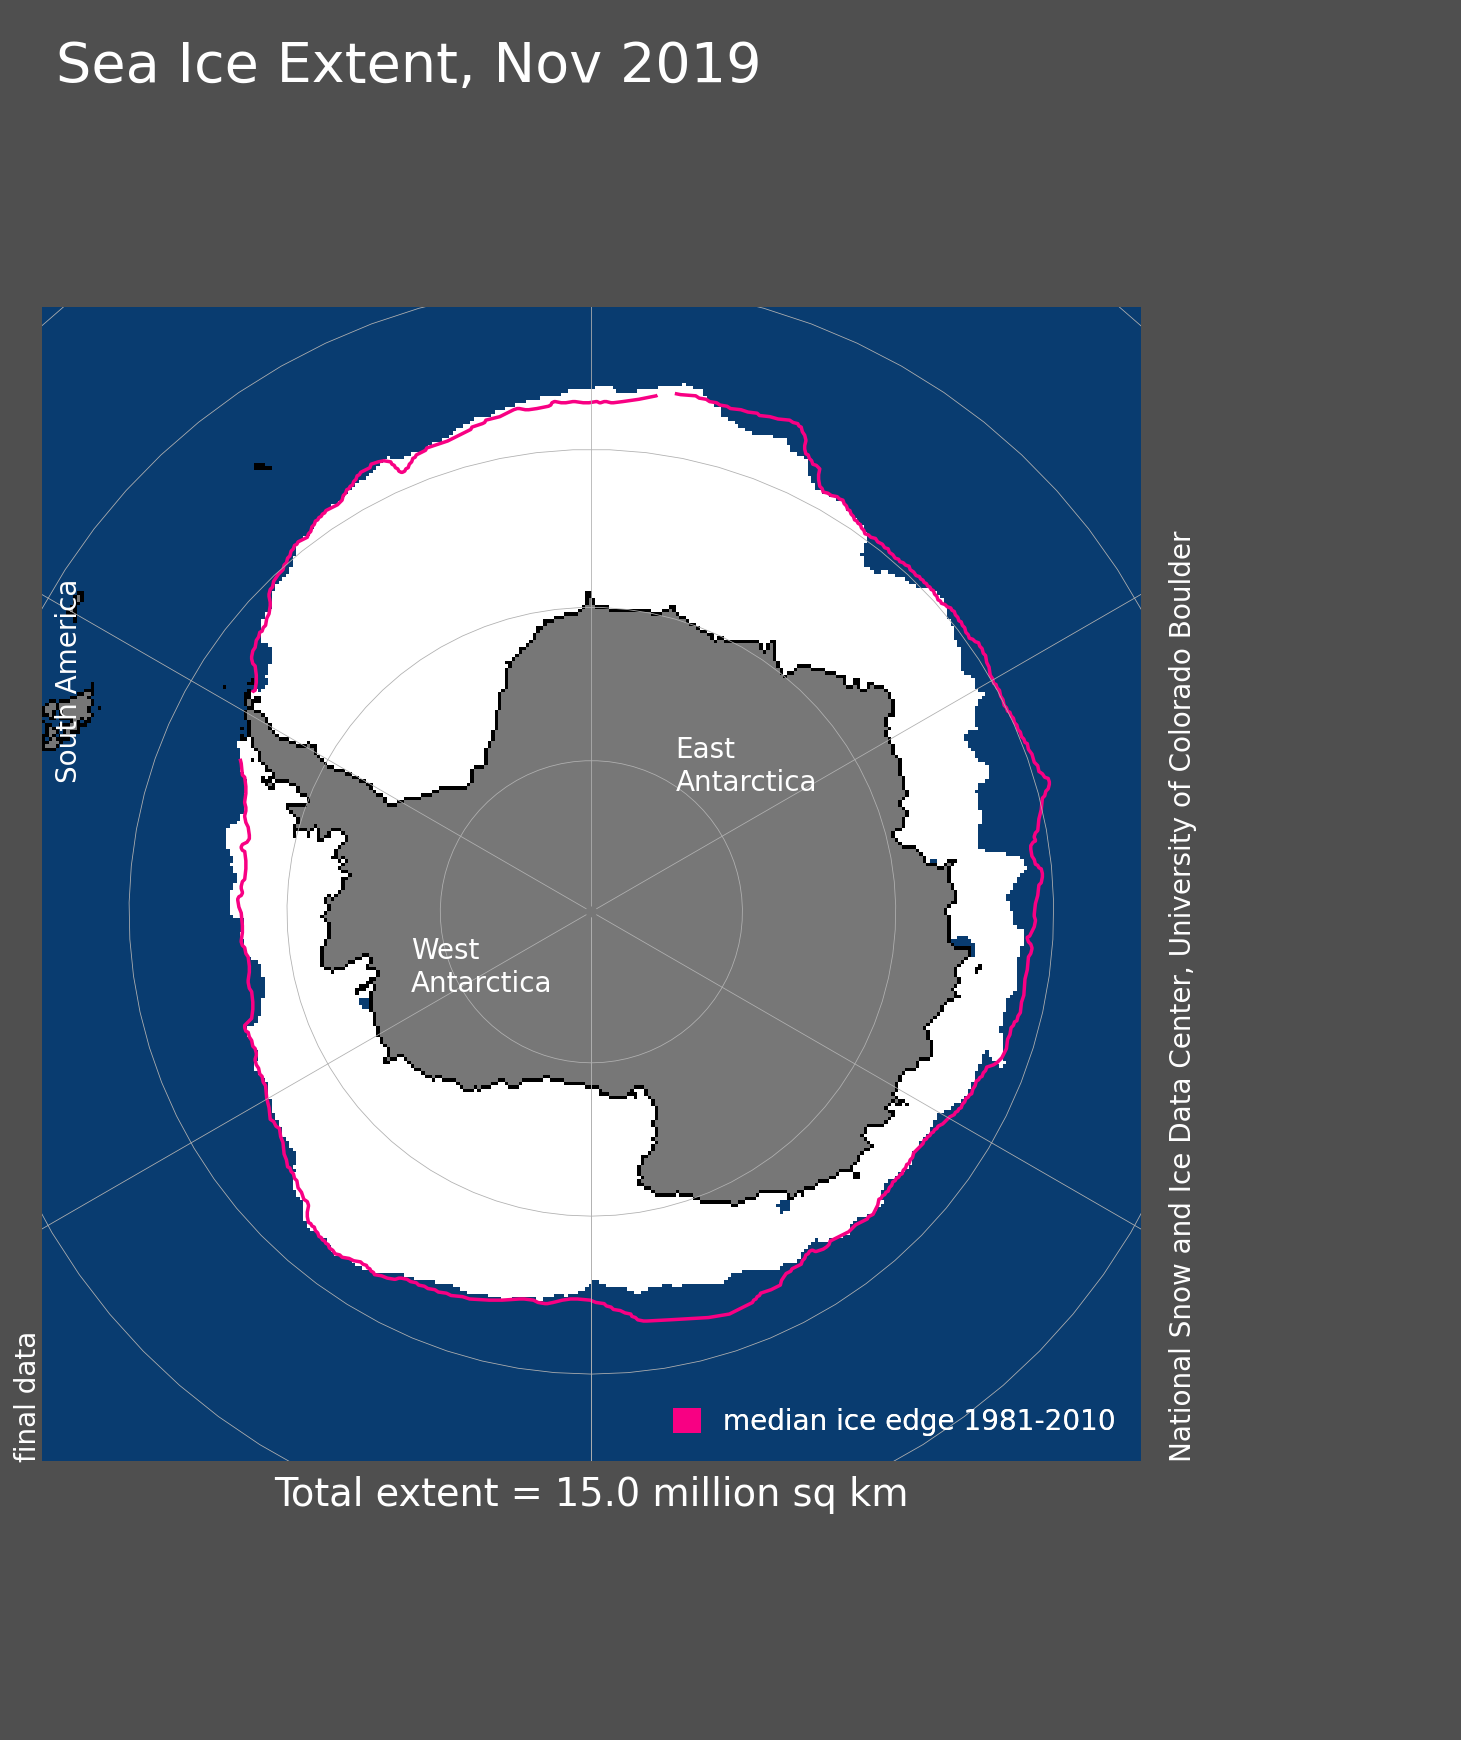 Sea Ice Extent, Nov 2019
South America
East
Antarctica
West
Antarctica
National Snow and Ice Data Center, University of Colorado Boulder
final data
median ice edge 1981-2010
Total extent = 15.0 million sq km